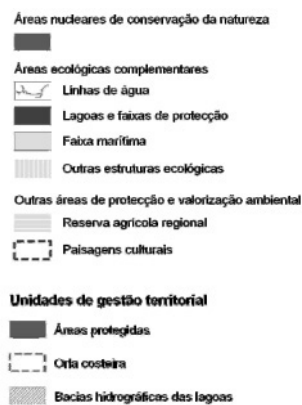 Áreas nucleares de conservação da natureza
Áreas ecológicas complementares
Linhas de água
Lagoas e faixas de protecção
Faixa marítima
Outras estruturas ecológicas
Outras áreas de protecção e valorização ambiental
Reserva agrícola regional
Paisagens culturais
Unidades de gestão territorial
Áreas protegidas
Orla costeira
Bacias hidrográficas das lagoas